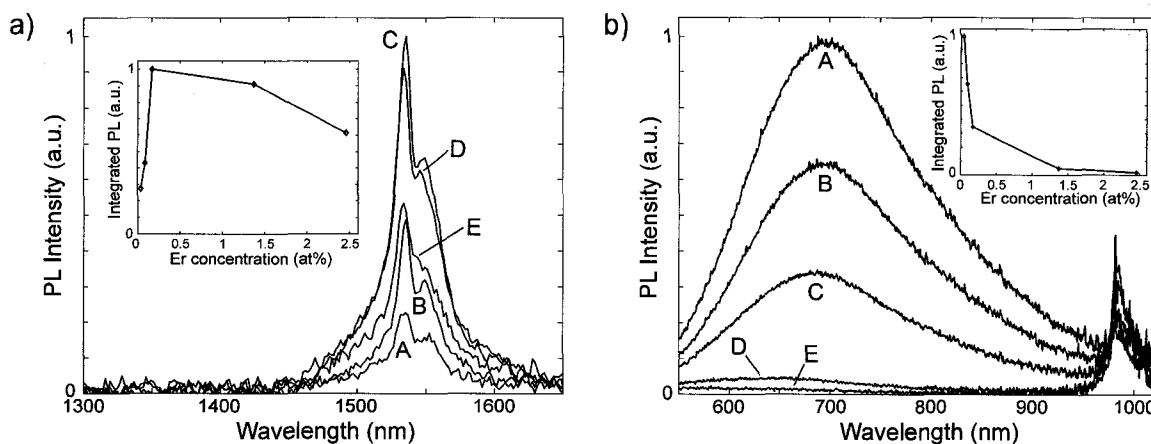 a)
PL Intensity (a.u.)
1
0
1300
1400
1500
1600
Wavelength (nm)
C
D
E
B
A
Integrated PL (a.u.)
1
0
0
0.5
1
1.5
2
2.5
Er concentration (at%)
b)
PL Intensity (a.u.)
1
0
600
700
800
900
1000
Wavelength (nm)
A
B
C
D
E
Integrated PL (a.u.)
1
0
0
0.5
1
1.5
2
2.5
Er concentration (at%)